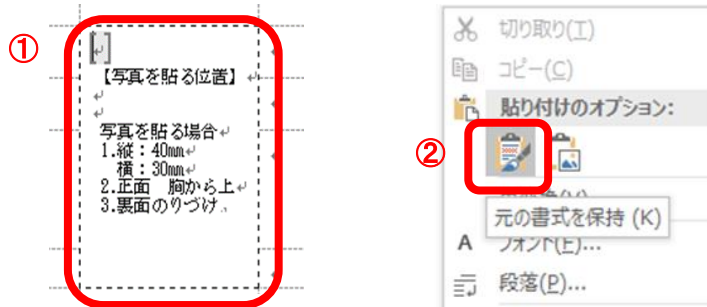 ①
【写真を貼る位置】
写真を貼る場合
1.縦：40mm
横：30mm
2.正面　胸から上
3.裏面のりづけ
②
切り取り(T)
コピー(C)
貼り付けのオプション:
元の書式を保持 (K)
A フォント(F)...
段落(P)...